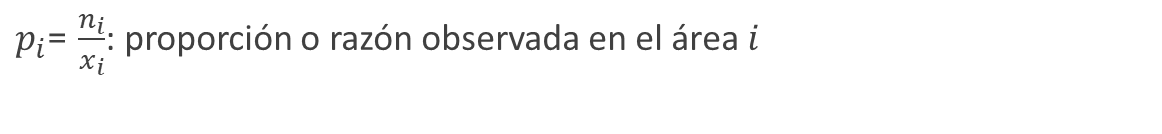 pᵢ= nᵢ/xᵢ: proporción o razón observada en el área i